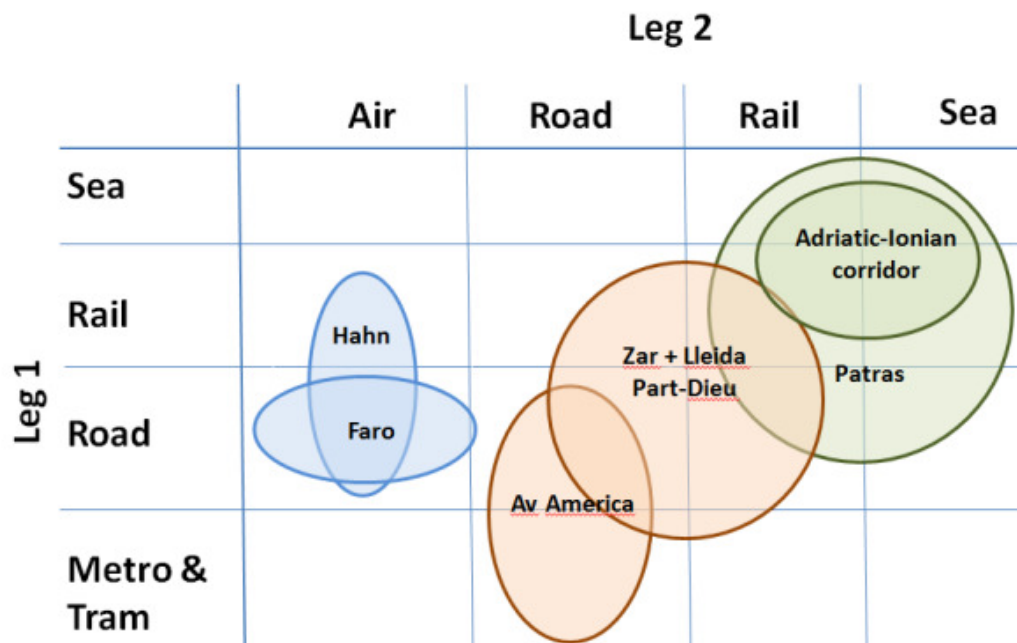 Leg 2
Air Road Rail Sea
Sea
Adriatic-Ionian
corridor
Rail
Hahn
Zar + Lleida
Part-Dieu
Patras
Leg 1
Road
Faro
Av America
Metro &
Tram